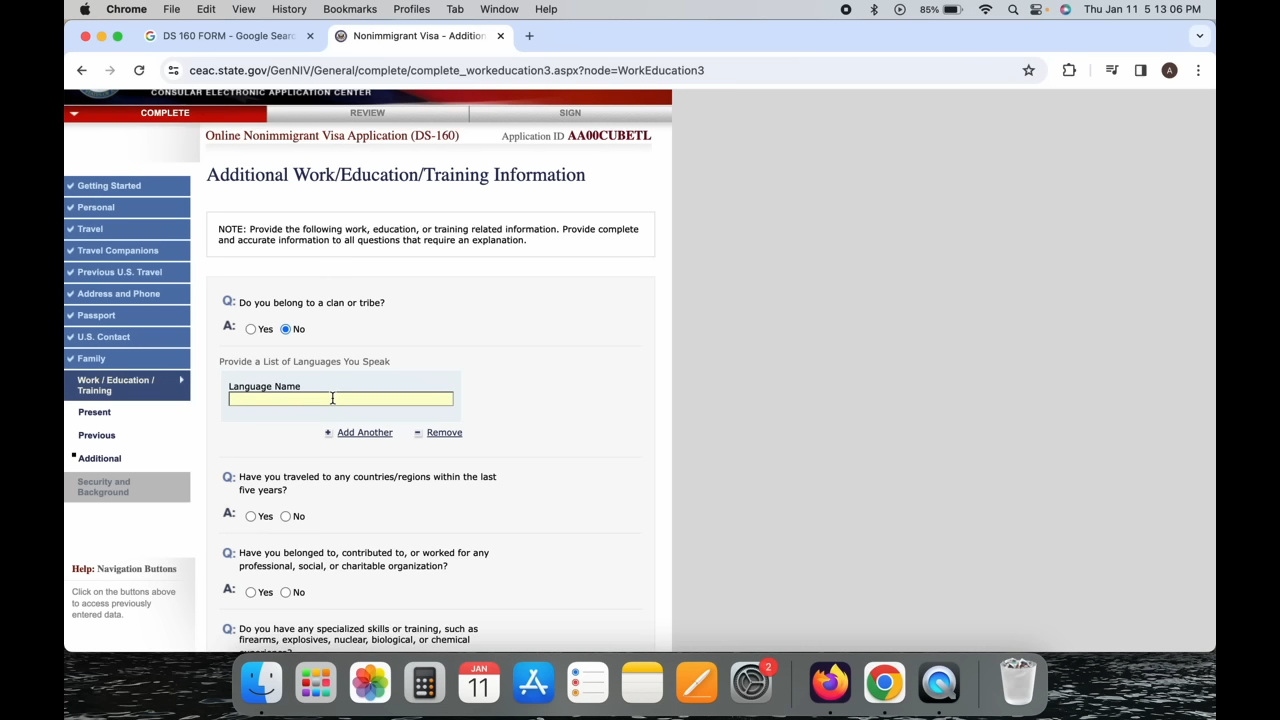 Chrome File Edit View History Bookmarks Profiles Tab Window Help 85% Thu Jan 11 5 13 06 PM
DS 160 FORM - Google Searc
Nonimmigrant Visa - Addition
ceac.state.gov/GenNIV/General/complete/complete_workeducation3.aspx?node=WorkEducation3
A
CONSULAR ELECTRONIC APPLICATION CENTER
COMPLETE REVIEW SIGN
Online Nonimmigrant Visa Application (DS-160) Application ID AA00CUBETL
Additional Work/Education/Training Information
Getting Started
Personal
Travel
Travel Companions
Previous U.S. Travel
Address and Phone
Passport
U.S. Contact
Family
Work / Education /
Training
Present
Previous
Additional
Security and
Background
Help: Navigation Buttons
Click on the buttons above
to access previously
entered data.
NOTE: Provide the following work, education, or training related information. Provide complete
and accurate information to all questions that require an explanation.
Q: Do you belong to a clan or tribe?
A: Yes No
Provide a List of Languages You Speak
Language Name
Add Another Remove
Q: Have you traveled to any countries/regions within the last
five years?
A: Yes No
Q: Have you belonged to, contributed to, or worked for any
professional, social, or charitable organization?
A: Yes No
Q: Do you have any specialized skills or training, such as
firearms, explosives, nuclear, biological, or chemical
JAN
11
2